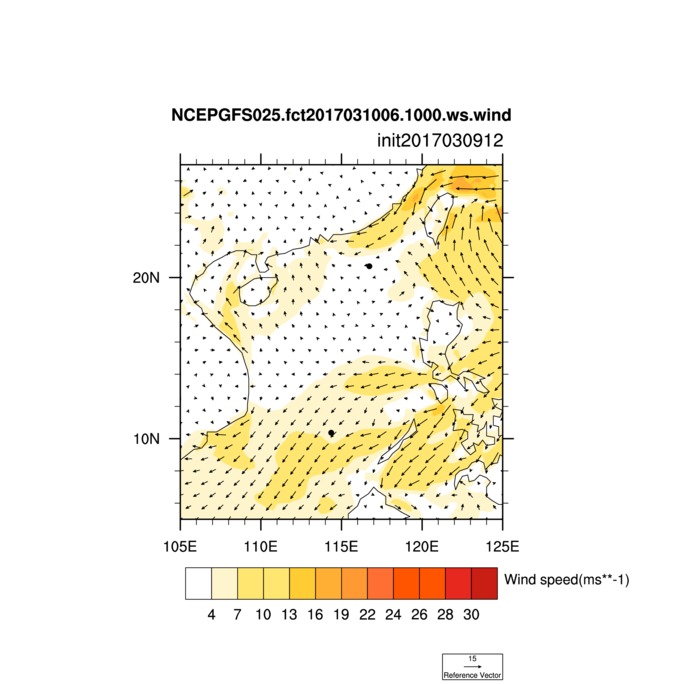 NCEPGFS025.fct2017031006.1000.ws.wind
init2017030912
20N
10N
105E 110E 115E 120E 125E
Wind speed(ms**-1)
4 7 10 13 16 19 22 24 26 28 30
15
Reference Vector